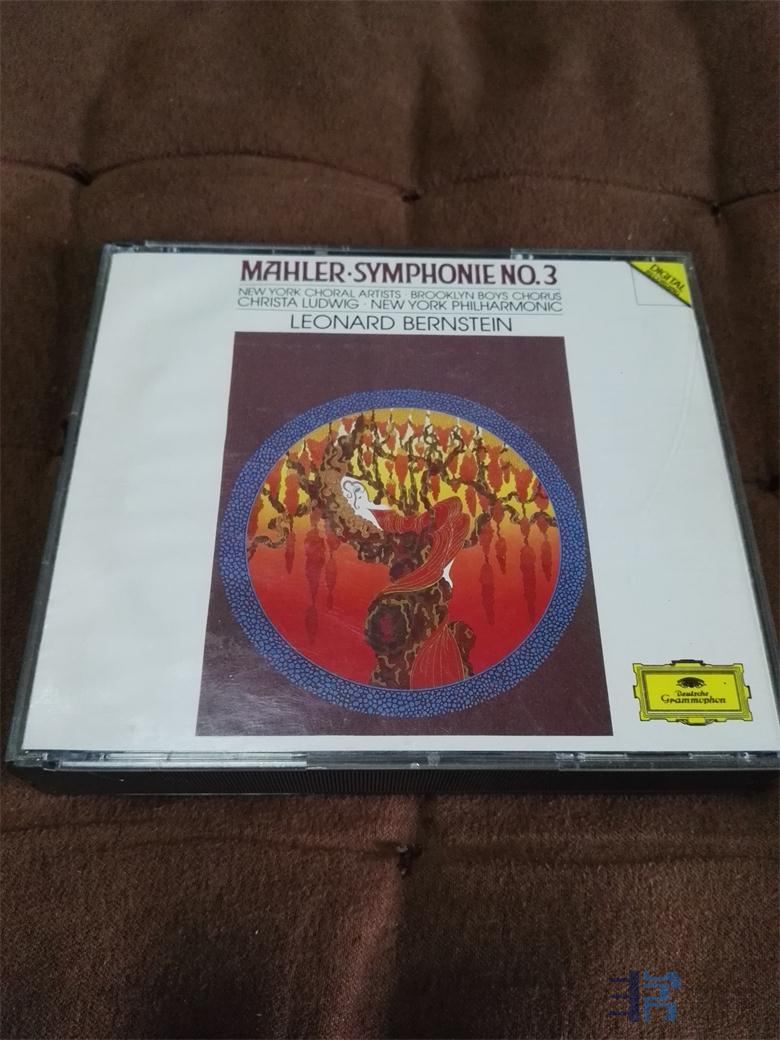 MAHLER·SYMPHONIE NO.3
NEW YORK CHORAL ARTISTS · BROOKLYN BOYS CHORUS
CHRISTA LUDWIG · NEW YORK PHILHARMONIC
LEONARD BERNSTEIN
DIGITAL
Deutsche
Grammophon